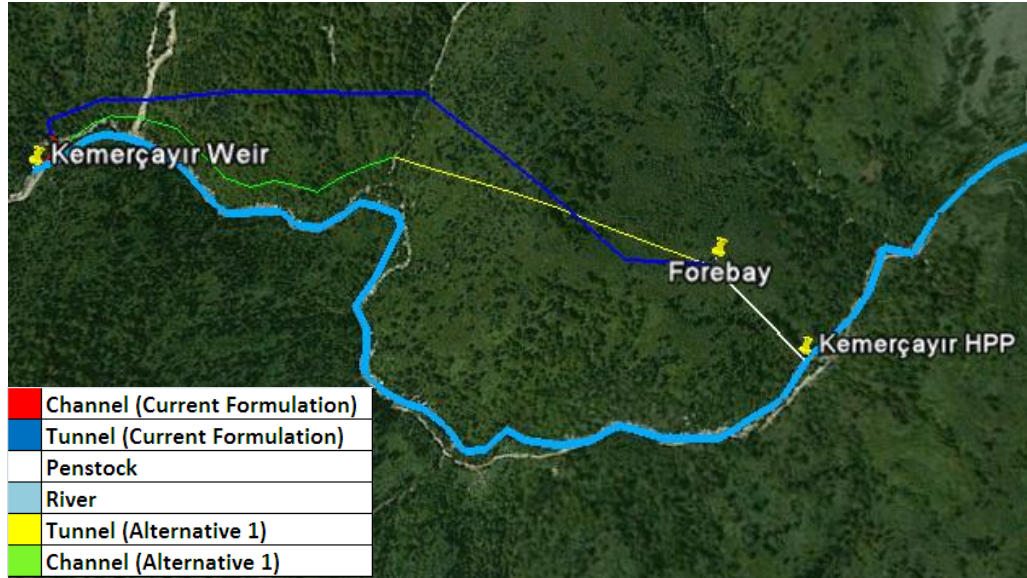 Kemerçayır Weir
Forebay
Kemerçayır HPP
Channel (Current Formulation)
Tunnel (Current Formulation)
Penstock
River
Tunnel (Alternative 1)
Channel (Alternative 1)